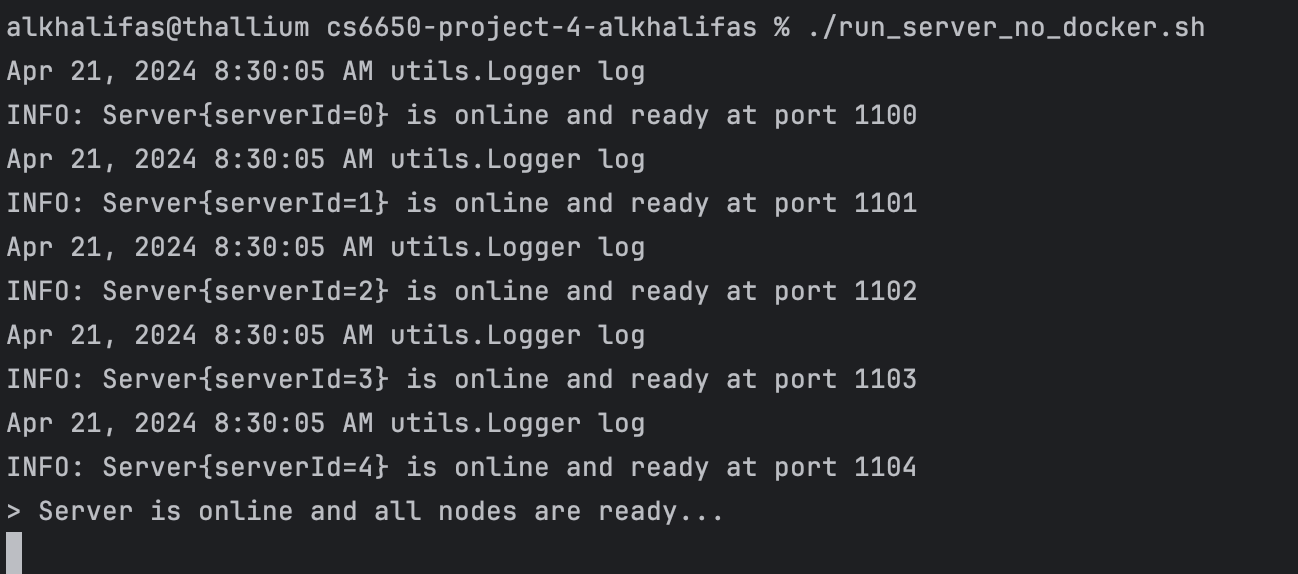 alkhalifas@thallium cs6650-project-4-alkhalifas % ./run_server_no_docker.sh
Apr 21, 2024 8:30:05 AM utils.Logger log
INFO: Server{serverId=0} is online and ready at port 1100
Apr 21, 2024 8:30:05 AM utils.Logger log
INFO: Server{serverId=1} is online and ready at port 1101
Apr 21, 2024 8:30:05 AM utils.Logger log
INFO: Server{serverId=2} is online and ready at port 1102
Apr 21, 2024 8:30:05 AM utils.Logger log
INFO: Server{serverId=3} is online and ready at port 1103
Apr 21, 2024 8:30:05 AM utils.Logger log
INFO: Server{serverId=4} is online and ready at port 1104
> Server is online and all nodes are ready...